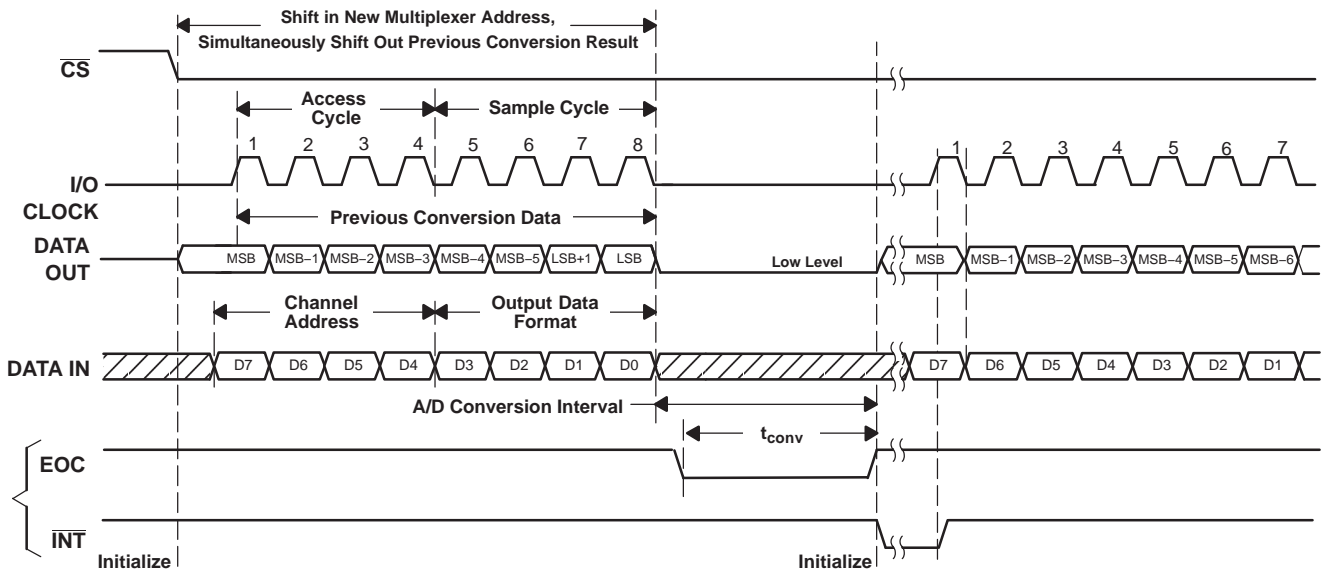 Shift in New Multiplexer Address,
Simultaneously Shift Out Previous Conversion Result
CS
Access
Cycle
Sample Cycle
1 2 3 4 5 6 7 8 1 2 3 4 5 6 7
I/O
CLOCK
Previous Conversion Data
DATA
OUT
MSB MSB–1 MSB–2 MSB–3 MSB–4 MSB–5 LSB+1 LSB Low Level MSB MSB–1 MSB–2 MSB–3 MSB–4 MSB–5 MSB–6
Channel
Address
Output Data
Format
DATA IN D7 D6 D5 D4 D3 D2 D1 D0 D7 D6 D5 D4 D3 D2 D1
A/D Conversion Interval
tconv
EOC
INT
Initialize Initialize